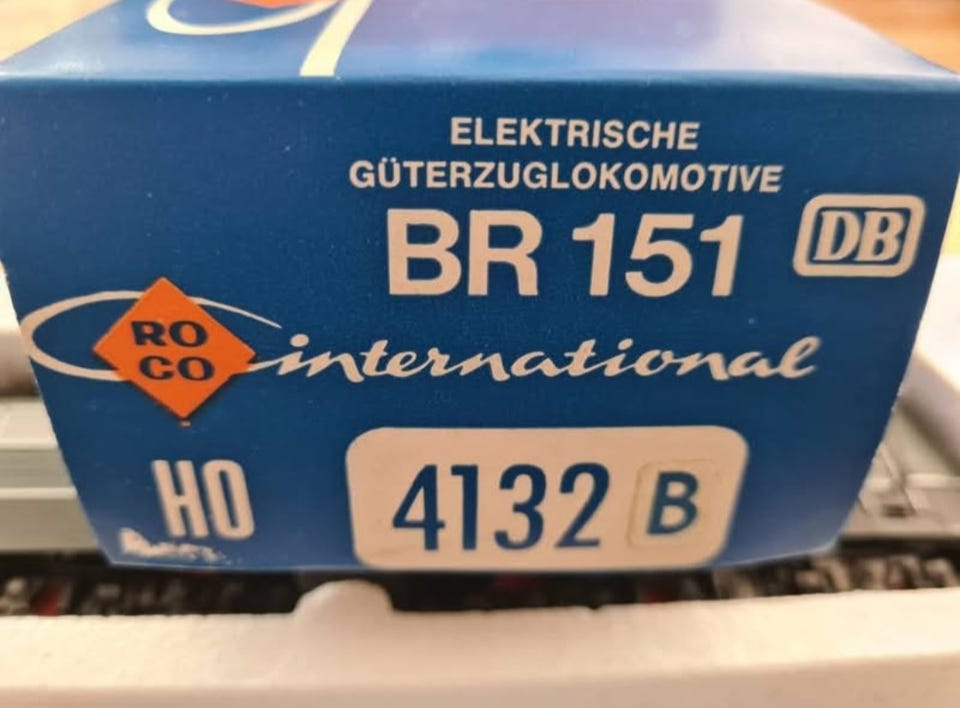 ELEKTRISCHE
GÜTERZUGLOKOMOTIVE
BR 151
DB
RO
CO
international
HO
4132 B